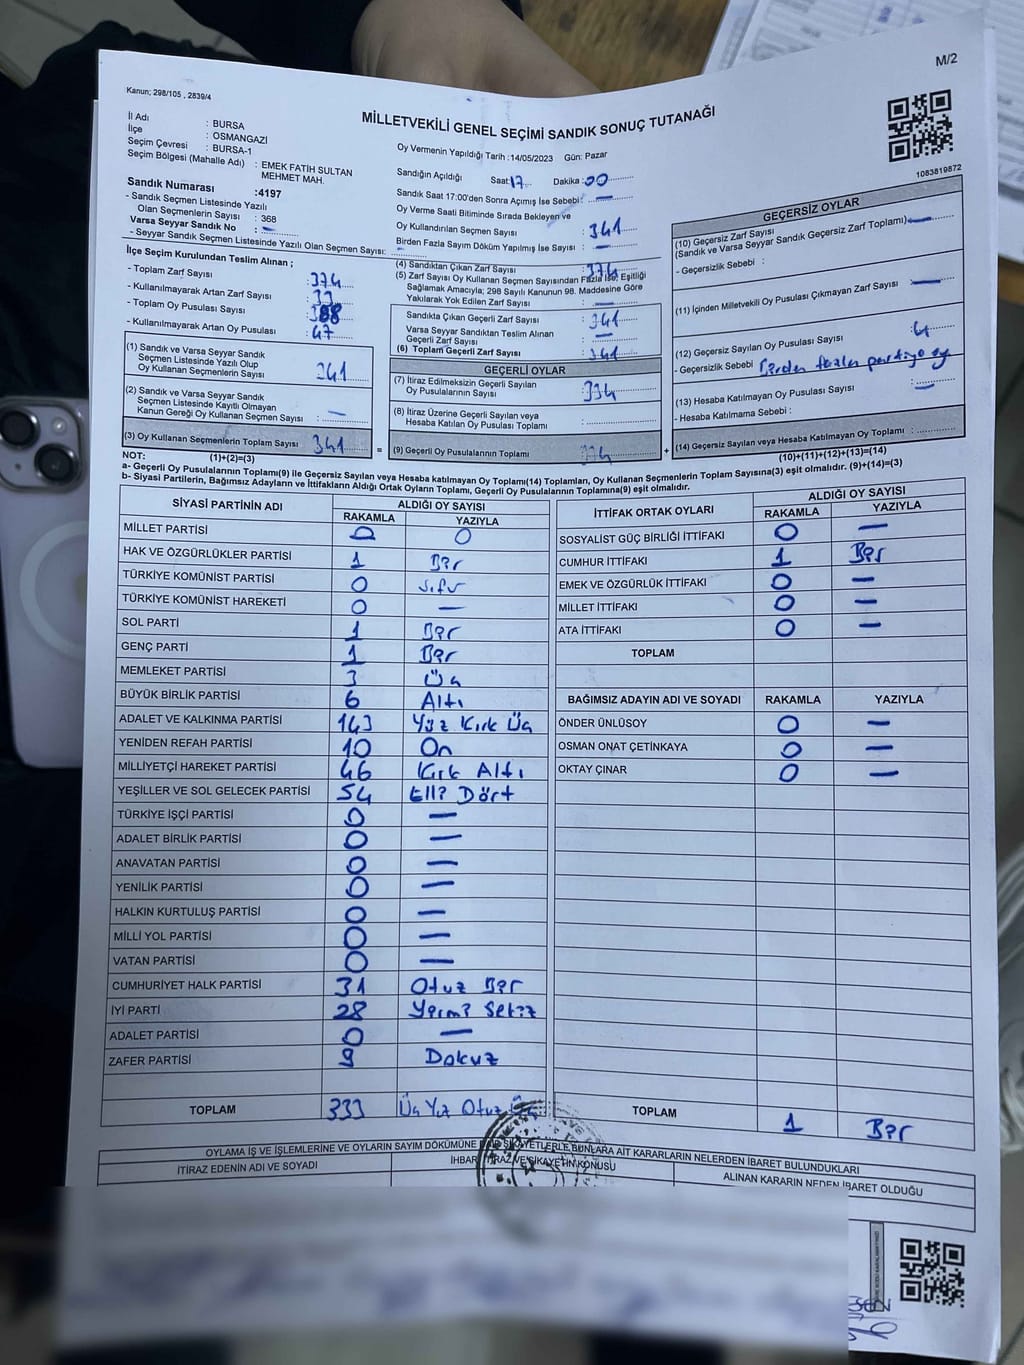 M/2
Kanun; 298/105 , 2839/4
MİLLETVEKİLİ GENEL SEÇİMİ SANDIK SONUÇ TUTANAĞI
İl Adı : BURSA
İlçe : OSMANGAZİ
Seçim Çevresi : BURSA-1
Seçim Bölgesi (Mahalle Adı) : EMEK FATİH SULTAN
MEHMET MAH.
Sandık Numarası :4197
- Sandık Seçmen Listesinde Yazılı
Olan Seçmenlerin Sayısı : 368
Varsa Seyyar Sandık No : —
- Seyyar Sandık Seçmen Listesinde Yazılı Olan Seçmen Sayısı:
Oy Vermenin Yapıldığı Tarih :14/05/2023 Gün: Pazar
Sandığın Açıldığı Saat:17 Dakika :00
Sandık Saat 17:00'den Sonra Açımış İse Sebebi: —
Oy Verme Saati Bitiminde Sırada Bekleyen ve
Oy Kullandırılan Seçmen Sayısı : 341
Birden Fazla Sayım Döküm Yapılmış İse Sayısı : —
1083819872
İlçe Seçim Kurulundan Teslim Alınan ;
- Toplam Zarf Sayısı : 374
- Kullanılmayarak Artan Zarf Sayısı : 33
- Toplam Oy Pusulası Sayısı : 388
- Kullanılmayarak Artan Oy Pusulası : 47
(1) Sandık ve Varsa Seyyar Sandık
Seçmen Listesinde Yazılı Olup
Oy Kullanan Seçmenlerin Sayısı 341
(2) Sandık ve Varsa Seyyar Sandık
Seçmen Listesinde Kayıtlı Olmayan
Kanun Gereği Oy Kullanan Seçmen Sayısı : —
(3) Oy Kullanan Seçmenlerin Toplam Sayısı 341
(1)+(2)=(3)
(4) Sandıktan Çıkan Zarf Sayısı : 374
(5) Zarf Sayısı Oy Kullanan Seçmen Sayısından Fazla İse, Eşitliği
Sağlamak Amacıyla; 298 Sayılı Kanunun 98. Maddesine Göre
Yakılarak Yok Edilen Zarf Sayısı : —
Sandıkta Çıkan Geçerli Zarf Sayısı : 341
Varsa Seyyar Sandıktan Teslim Alınan
Geçerli Zarf Sayısı : —
(6) Toplam Geçerli Zarf Sayısı : 341
GEÇERLİ OYLAR
(7) İtiraz Edilmeksizin Geçerli Sayılan
Oy Pusulalarının Sayısı : 334
(8) İtiraz Üzerine Geçerli Sayılan veya
Hesaba Katılan Oy Pusulası Toplamı :
= (9) Geçerli Oy Pusulalarının Toplamı : 334
GEÇERSİZ OYLAR
(10) Geçersiz Zarf Sayısı
(Sandık ve Varsa Seyyar Sandık Geçersiz Zarf Toplamı) —
- Geçersizlik Sebebi :
(11) İçinden Milletvekili Oy Pusulası Çıkmayan Zarf Sayısı : —
(12) Geçersiz Sayılan Oy Pusulası Sayısı : 4
- Geçersizlik Sebebi Birden fazla partiye oy
(13) Hesaba Katılmayan Oy Pusulası Sayısı : —
- Hesaba Katılmama Sebebi :
+ (14) Geçersiz Sayılan veya Hesaba Katılmayan Oy Toplamı :
(10)+(11)+(12)+(13)=(14)
NOT:
a- Geçerli Oy Pusulalarının Toplamı(9) ile Geçersiz Sayılan veya Hesaba katılmayan Oy Toplamı(14) Toplamları, Oy Kullanan Seçmenlerin Toplam Sayısına(3) eşit olmalıdır. (9)+(14)=(3)
b- Siyasi Partilerin, Bağımsız Adayların ve İttifakların Aldığı Ortak Oyların Toplamı, Geçerli Oy Pusulalarının Toplamına(9) eşit olmalıdır.
SİYASİ PARTİNİN ADI ALDIĞI OY SAYISI
RAKAMLA YAZIYLA
MİLLET PARTİSİ 0 0
HAK VE ÖZGÜRLÜKLER PARTİSİ 1 Bir
TÜRKİYE KOMÜNİST PARTİSİ 0 Sıfır
TÜRKİYE KOMÜNİST HAREKETİ 0 —
SOL PARTİ 1 Bir
GENÇ PARTİ 1 Bir
MEMLEKET PARTİSİ 3 Üç
BÜYÜK BİRLİK PARTİSİ 6 Altı
ADALET VE KALKINMA PARTİSİ 143 Yüz Kırk Üç
YENİDEN REFAH PARTİSİ 10 On
MİLLİYETÇİ HAREKET PARTİSİ 46 Kırk Altı
YEŞİLLER VE SOL GELECEK PARTİSİ 54 Elli Dört
TÜRKİYE İŞÇİ PARTİSİ 0 —
ADALET BİRLİK PARTİSİ 0 —
ANAVATAN PARTİSİ 0 —
YENİLİK PARTİSİ 0 —
HALKIN KURTULUŞ PARTİSİ 0 —
MİLLİ YOL PARTİSİ 0 —
VATAN PARTİSİ 0 —
CUMHURİYET HALK PARTİSİ 31 Otuz Bir
İYİ PARTİ 28 Yirmi Sekiz
ADALET PARTİSİ 0 —
ZAFER PARTİSİ 9 Dokuz
TOPLAM 333 Üç Yüz Otuz Üç
İTTİFAK ORTAK OYLARI ALDIĞI OY SAYISI
RAKAMLA YAZIYLA
SOSYALİST GÜÇ BİRLİĞİ İTTİFAKI 0 —
CUMHUR İTTİFAKI 1 Bir
EMEK VE ÖZGÜRLÜK İTTİFAKI 0 —
MİLLET İTTİFAKI 0 —
ATA İTTİFAKI 0 —
TOPLAM
BAĞIMSIZ ADAYIN ADI VE SOYADI RAKAMLA YAZIYLA
ÖNDER ÜNLÜSOY 0 —
OSMAN ONAT ÇETİNKAYA 0 —
OKTAY ÇINAR 0 —
TOPLAM 1 Bir
OYLAMA İŞ VE İŞLEMLERİNE VE OYLARIN SAYIM DÖKÜMÜNE DAİR ŞİKAYETLERLE BUNLARA AİT KARARLARIN NELERDEN İBARET BULUNDUKLARI
İTİRAZ EDENİN ADI VE SOYADI İHBAR, İTİRAZ VE ŞİKAYETİN KONUSU ALINAN KARARIN NEDEN İBARET OLDUĞU